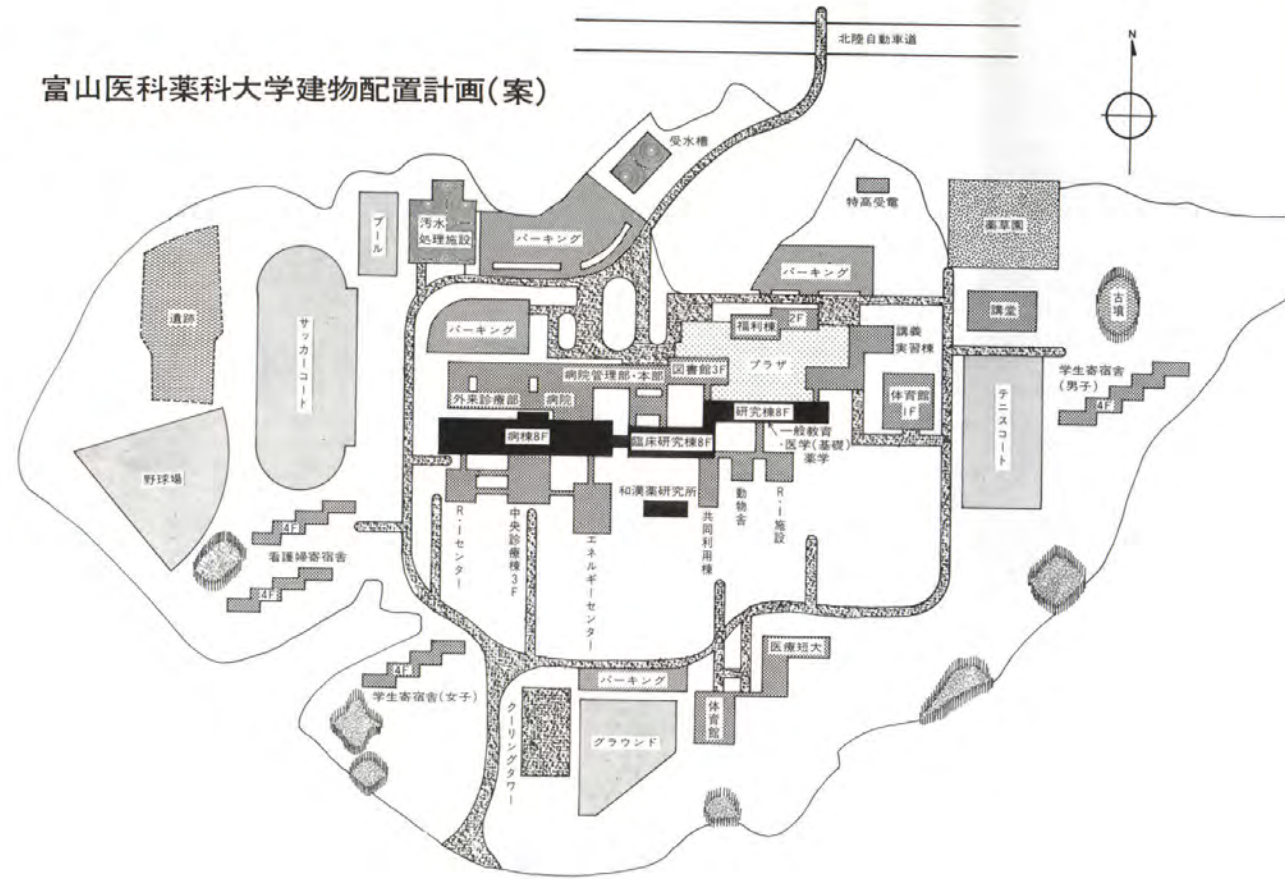 北陸自動車道
N
富山医科薬科大学建物配置計画(案)
受水槽
特高受電
薬草園
プール
汚水
処理施設
パーキング
パーキング
古墳
講堂
遺跡
サッカーコート
パーキング
福利棟
2F
講義
実習棟
プラザ
図書館3F
病院管理部・本部
外来診療部
病院
体育館
1F
テニスコート
学生寄宿舎
(男子)
4F
病棟8F
臨床研究棟8F
研究棟8F
一般教育
・医学(基礎)
薬学
野球場
和漢薬研究所
R・Iセンター
中央診療棟3F
エネルギーセンター
共同利用棟
動物舎
R・I施設
4F
看護婦寄宿舎
4F
4F
学生寄宿舎(女子)
医療短大
パーキング
体育館
クーリングタワー
グラウンド